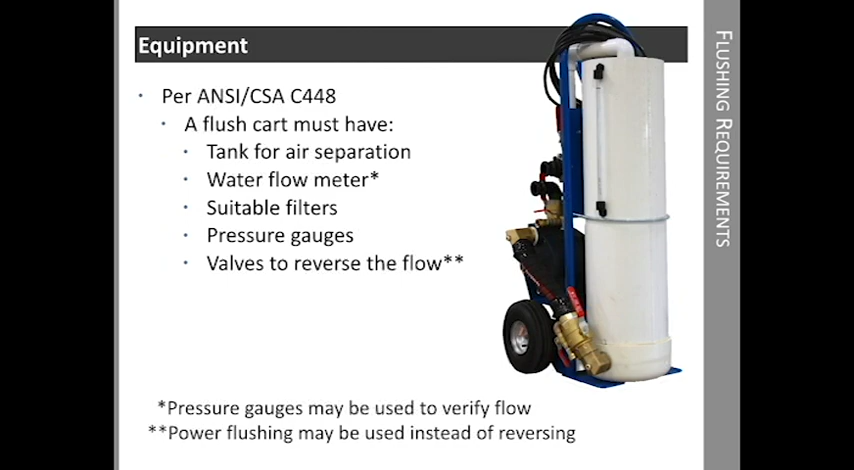 Equipment
· Per ANSI/CSA C448
· A flush cart must have:
· Tank for air separation
· Water flow meter*
· Suitable filters
· Pressure gauges
· Valves to reverse the flow**
*Pressure gauges may be used to verify flow
**Power flushing may be used instead of reversing
FLUSHING REQUIREMENTS